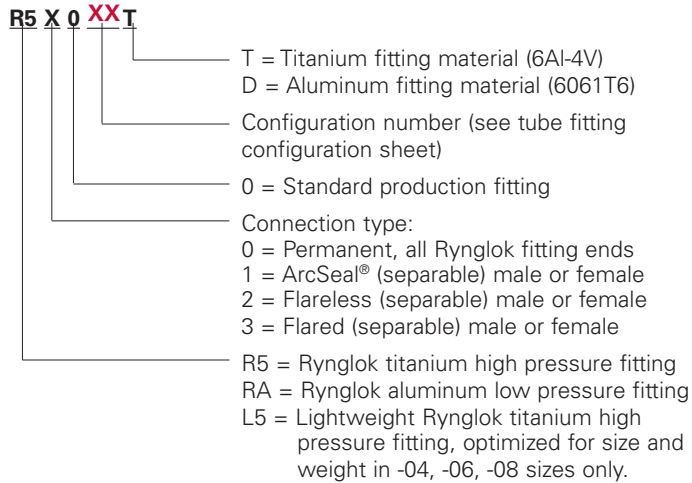 R5 X 0 XX T
T = Titanium fitting material (6Al-4V)
D = Aluminum fitting material (6061T6)
Configuration number (see tube fitting
configuration sheet)
0 = Standard production fitting
Connection type:
0 = Permanent, all Rynglok fitting ends
1 = ArcSeal® (separable) male or female
2 = Flareless (separable) male or female
3 = Flared (separable) male or female
R5 = Rynglok titanium high pressure fitting
RA = Rynglok aluminum low pressure fitting
L5 = Lightweight Rynglok titanium high
pressure fitting, optimized for size and
weight in -04, -06, -08 sizes only.